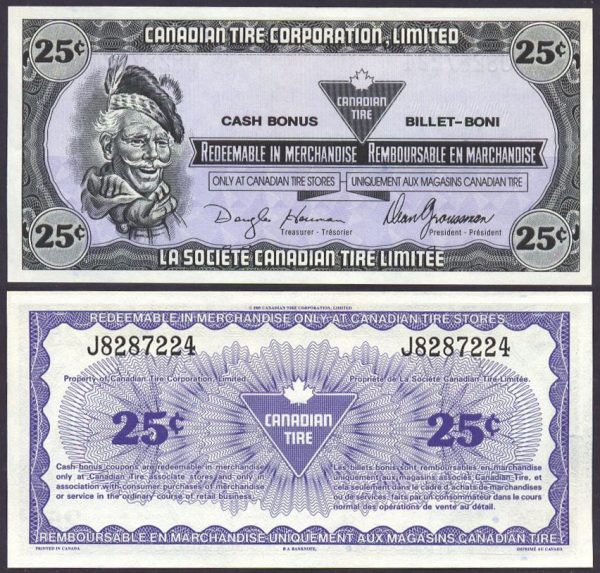 25¢ CANADIAN TIRE CORPORATION, LIMITED 25¢
CANADIAN
TIRE
CASH BONUS BILLET-BONI
REDEEMABLE IN MERCHANDISE REMBOURSABLE EN MARCHANDISE
ONLY AT CANADIAN TIRE STORES UNIQUEMENT AUX MAGASINS CANADIAN TIRE
Treasurer - Trésorier President - Président
25¢ LA SOCIÉTÉ CANADIAN TIRE LIMITÉE 25¢
© 1989 CANADIAN TIRE CORPORATION, LIMITED
REDEEMABLE IN MERCHANDISE ONLY AT CANADIAN TIRE STORES
J8287224 J8287224
Property of Canadian Tire Corporation, Limited. Propriété de La Société Canadian Tire Limitée.
25¢ CANADIAN 25¢
TIRE
Cash bonus coupons are redeemable in merchandise
only at Canadian Tire associate stores and only in
association with consumer purchases of merchandise
or service in the ordinary course of retail business.
Les billets boni sont remboursables en marchandise
uniquement aux magasins associés Canadian Tire, et
cela seulement dans le cadre d'achats de marchandises
ou de services, faits par un consommateur dans le cours
normal des opérations de vente au détail.
REMBOURSABLE EN MARCHANDISE UNIQUEMENT AUX MAGASINS CANADIAN TIRE
PRINTED IN CANADA B A BANKNOTE, IMPRIMÉ AU CANADA